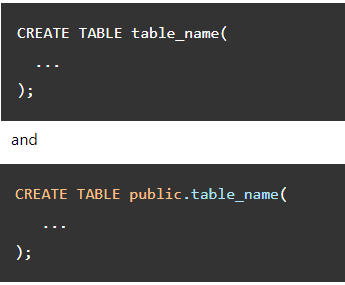 CREATE TABLE table_name(
...
);
and
CREATE TABLE public.table_name(
...
);